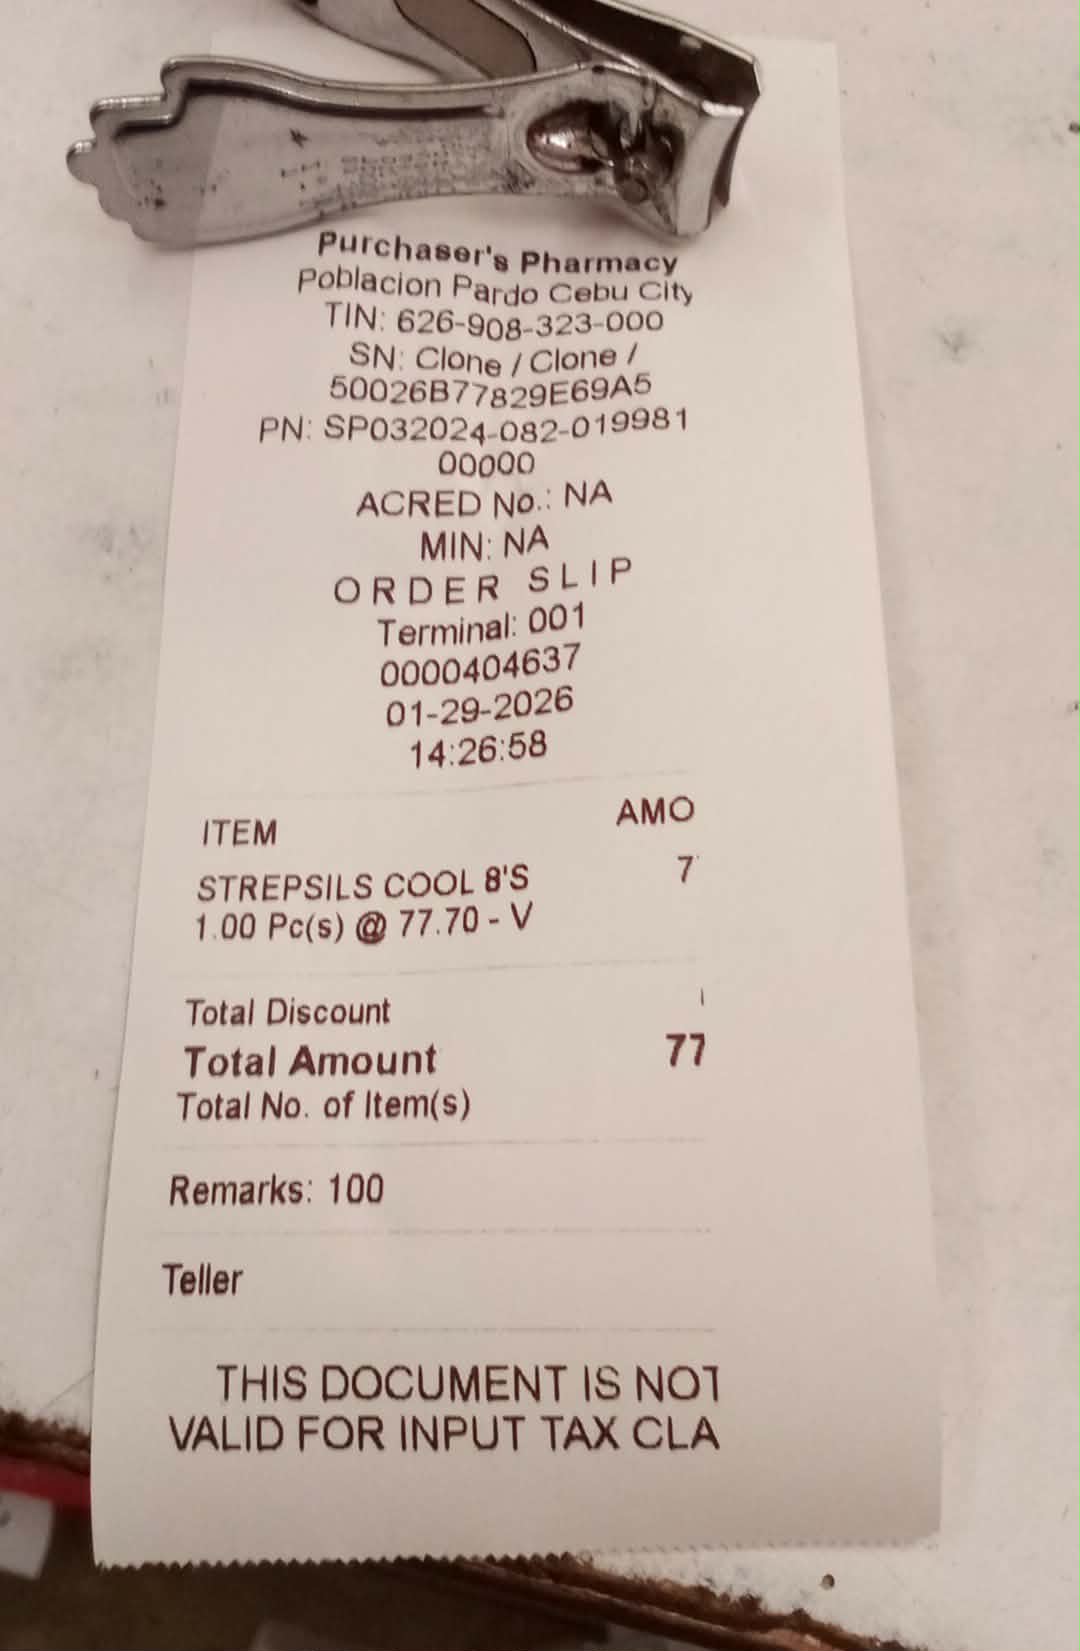 Purchaser's Pharmacy
Poblacion Pardo Cebu City
TIN: 626-908-323-000
SN: Clone / Clone /
50026B77829E69A5
PN: SP032024-082-019981
00000
ACRED No.: NA
MIN: NA
ORDER SLIP
Terminal: 001
0000404637
01-29-2026
14:26:58
ITEM AMO
STREPSILS COOL 8'S 7
1.00 Pc(s) @ 77.70 - V
Total Discount
Total Amount 77
Total No. of Item(s)
Remarks: 100
Teller
THIS DOCUMENT IS NOT
VALID FOR INPUT TAX CLA